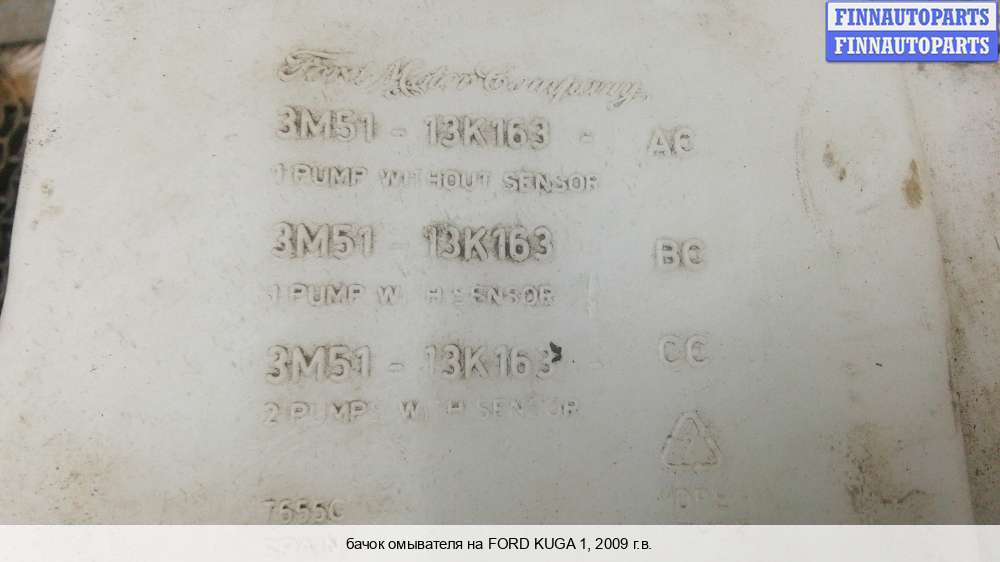 FINNAUTOPARTS
FINNAUTOPARTS
Ford Motor Company
3M51 - 13K163 - AC
1 PUMP WITHOUT SENSOR
3M51 - 13K163 BC
1 PUMP WITH SENSOR
3M51 - 13K163 - CC
2 PUMPS WITH SENSOR
бачок омывателя на FORD KUGA 1, 2009 г.в.